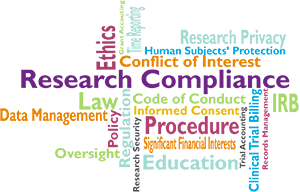 Ethics
Grant Accounting
Time Reporting
Research Privacy
Human Subjects' Protection
Conflict of Interest
Research Compliance
Law
Code of Conduct
IRB
Data Management
Policy
Regulation
Informed Consent
Research Security
Procedure
Significant Financial Interests
Oversight
Education
Trial Accounting
Clinical Trial Billing
Records Management